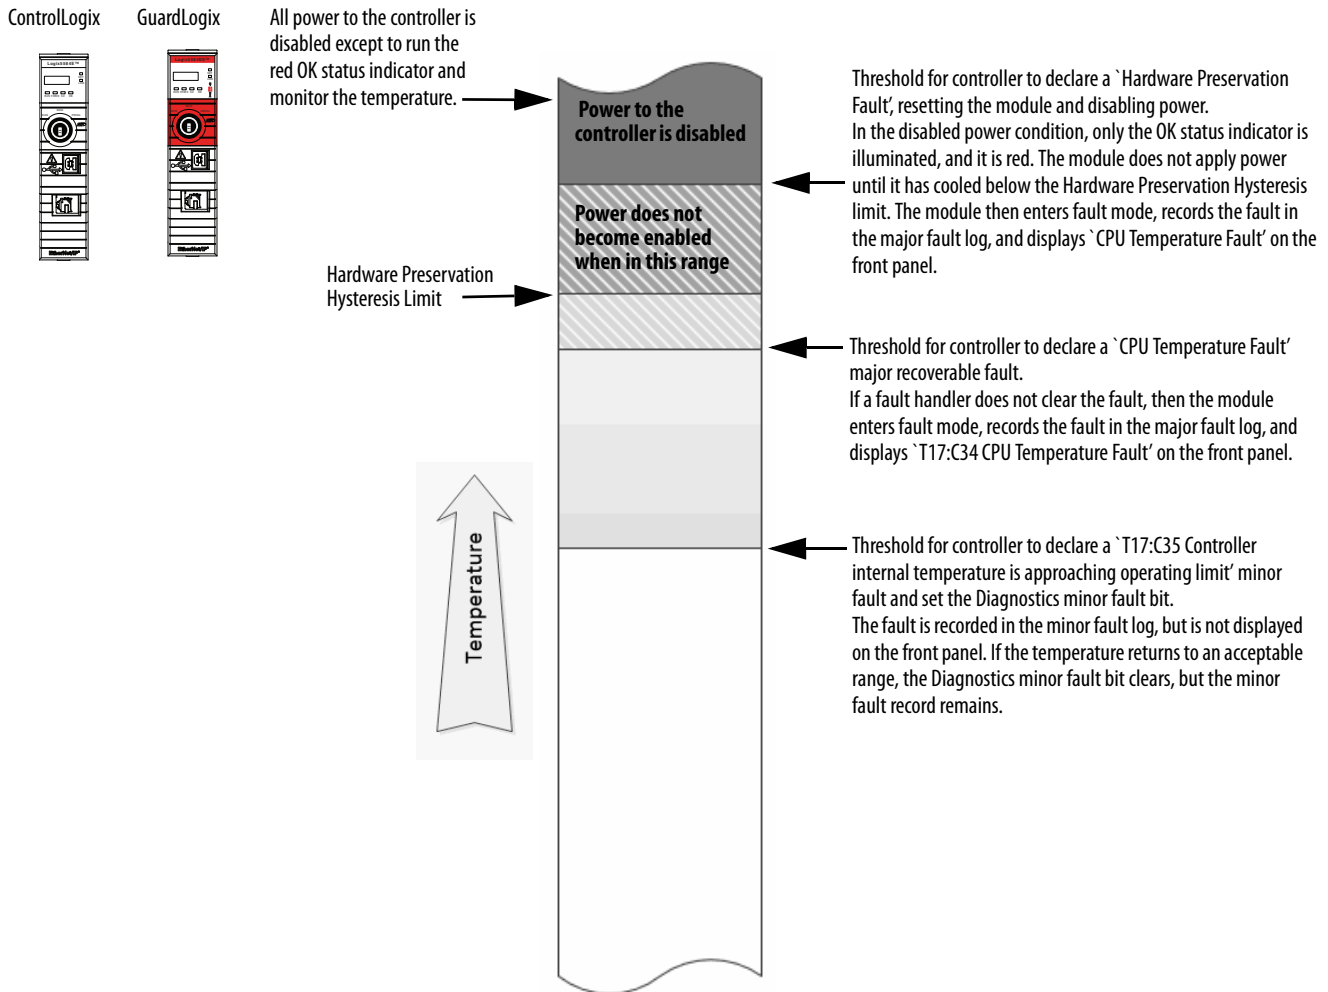 ControlLogix
GuardLogix
All power to the controller is
disabled except to run the
red OK status indicator and
monitor the temperature.
Power to the
controller is disabled
Threshold for controller to declare a `Hardware Preservation
Fault’, resetting the module and disabling power.
In the disabled power condition, only the OK status indicator is
illuminated, and it is red. The module does not apply power
until it has cooled below the Hardware Preservation Hysteresis
limit. The module then enters fault mode, records the fault in
the major fault log, and displays `CPU Temperature Fault’ on the
front panel.
Power does not
become enabled
when in this range
Hardware Preservation
Hysteresis Limit
Threshold for controller to declare a `CPU Temperature Fault’
major recoverable fault.
If a fault handler does not clear the fault, then the module
enters fault mode, records the fault in the major fault log, and
displays `T17:C34 CPU Temperature Fault’ on the front panel.
Temperature
Threshold for controller to declare a `T17:C35 Controller
internal temperature is approaching operating limit’ minor
fault and set the Diagnostics minor fault bit.
The fault is recorded in the minor fault log, but is not displayed
on the front panel. If the temperature returns to an acceptable
range, the Diagnostics minor fault bit clears, but the minor
fault record remains.